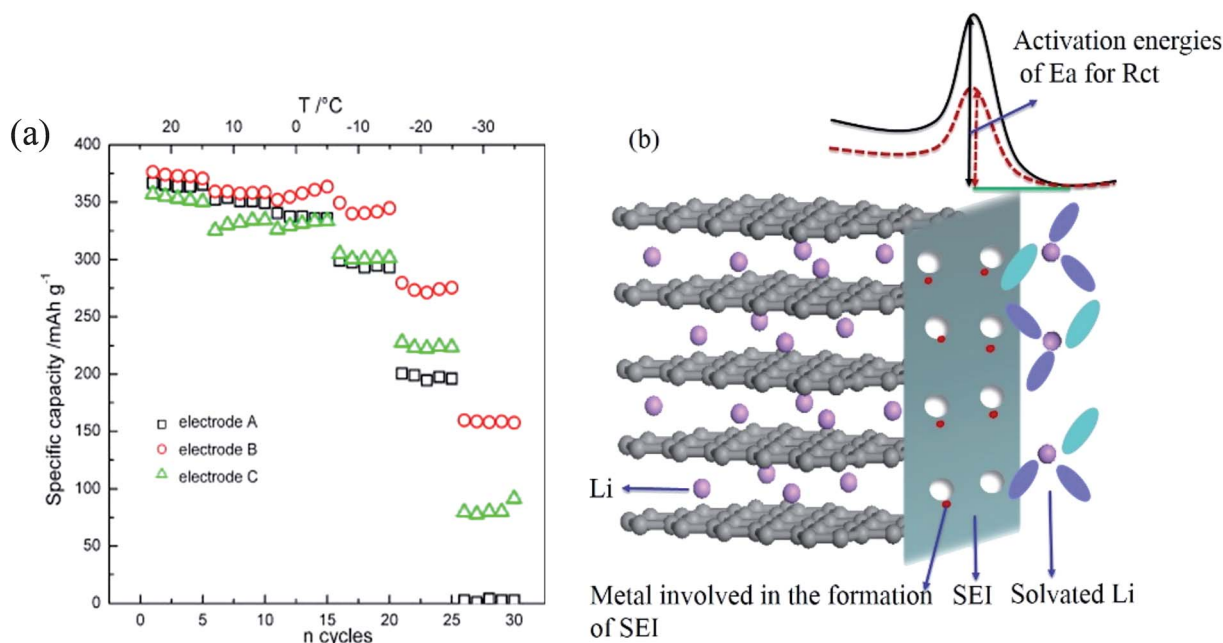 (a)
T /°C
20 10 0 -10 -20 -30
400
350
300
250
200
150
100
50
0
Specific capacity /mAh g⁻¹
electrode A
electrode B
electrode C
0 5 10 15 20 25 30
n cycles
(b)
Activation energies
of Ea for Rct
Li
Metal involved in the formation
of SEI
SEI
Solvated Li